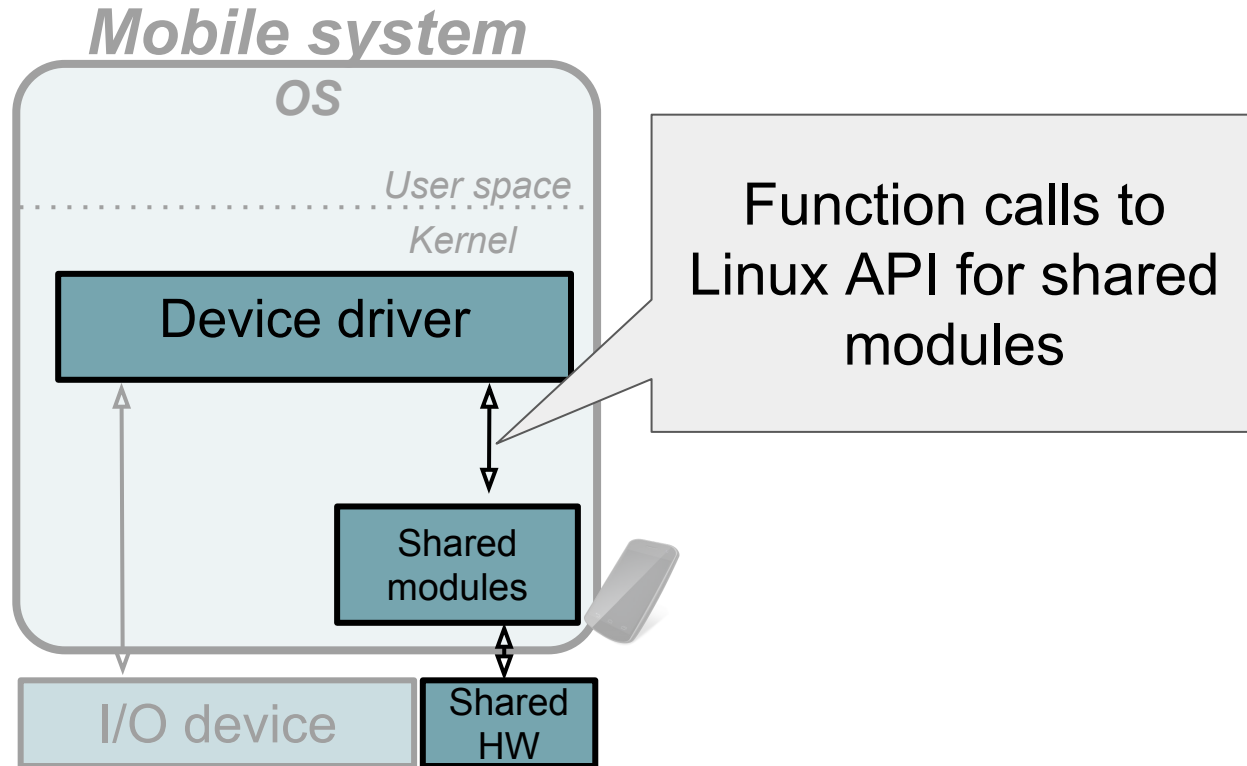 Mobile system
OS
User space
Kernel
Device driver
Function calls to
Linux API for shared
modules
Shared
modules
I/O device
Shared
HW